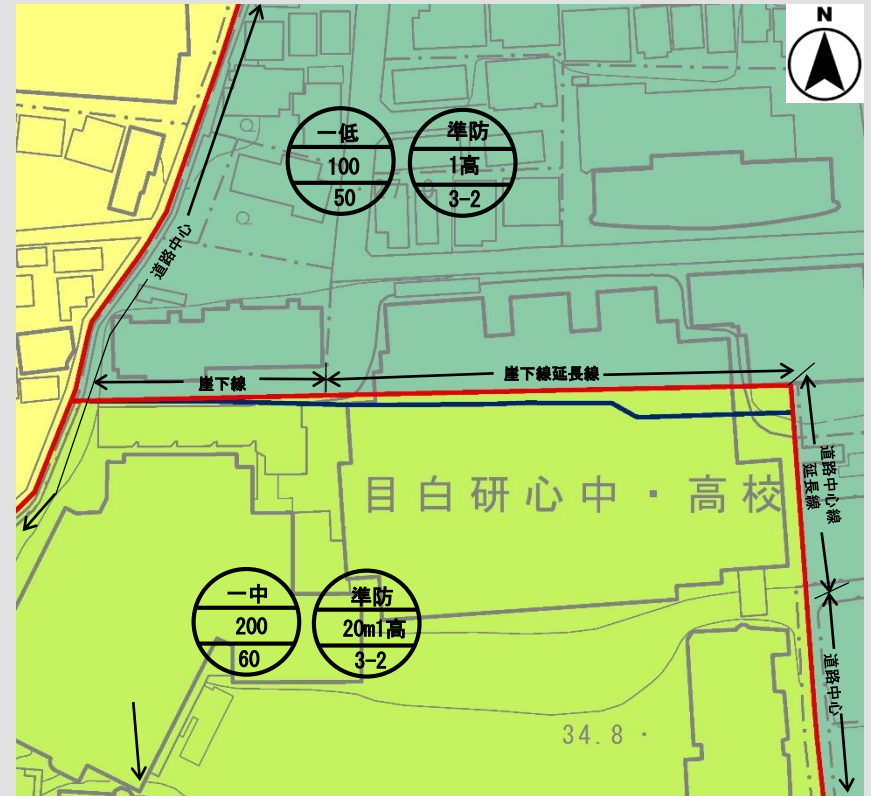 N
一低
100
50
準防
1高
3-2
道路中心
崖下線
崖下線延長線
目白研心中・高校
道路中心線
延長線
一中
200
60
準防
20m1高
3-2
道路中心
34.8